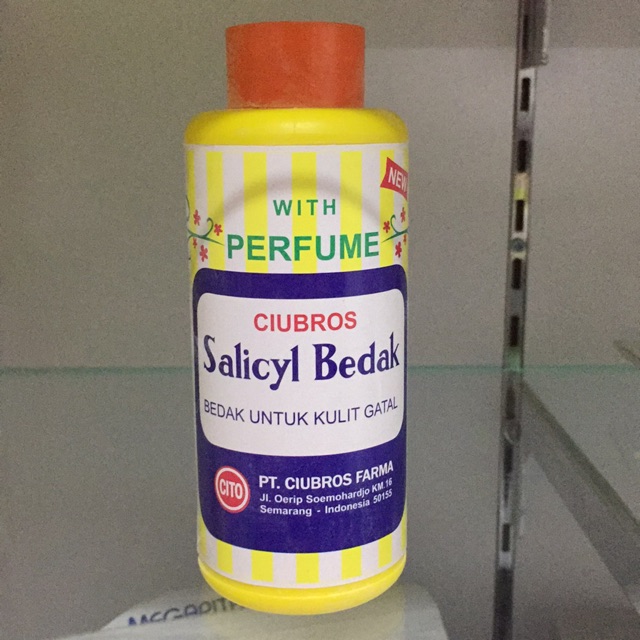 NEW
WITH
PERFUME
CIUBROS
Salicyl Bedak
BEDAK UNTUK KULIT GATAL
CITO
PT. CIUBROS FARMA
Jl. Oerip Soemohardjo KM.16
Semarang - Indonesia 50155